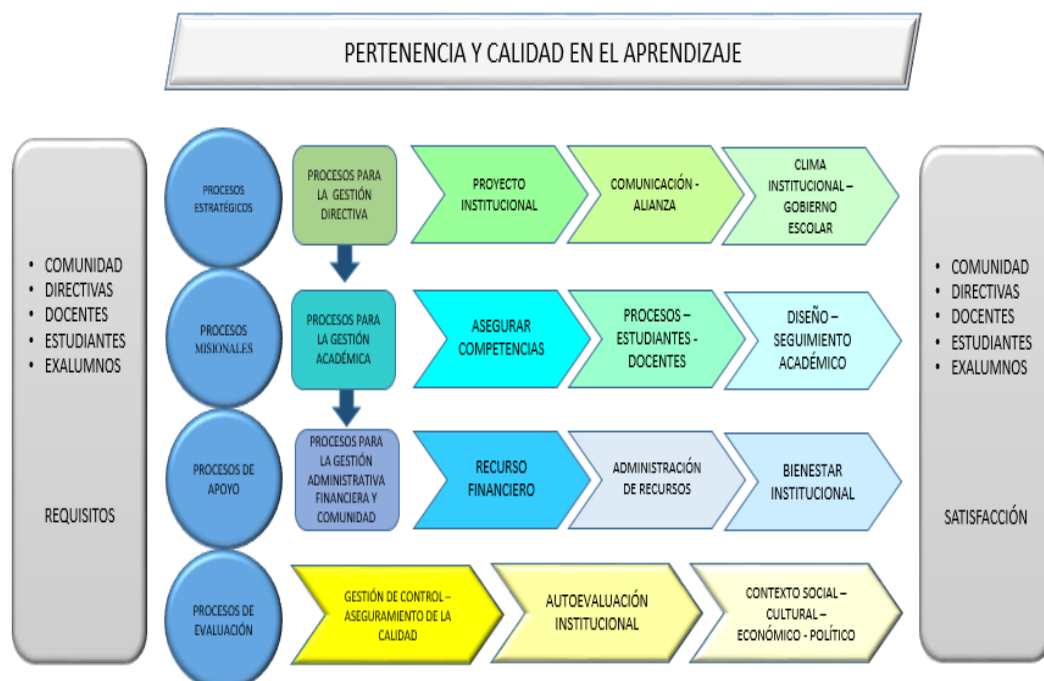 PERTENENCIA Y CALIDAD EN EL APRENDIZAJE
• COMUNIDAD
• DIRECTIVAS
• DOCENTES
• ESTUDIANTES
• EXALUMNOS
REQUISITOS
PROCESOS
ESTRATÉGICOS
PROCESOS PARA
LA GESTIÓN
DIRECTIVA
PROYECTO
INSTITUCIONAL
COMUNICACIÓN -
ALIANZA
CLIMA
INSTITUCIONAL –
GOBIERNO
ESCOLAR
PROCESOS
MISIONALES
PROCESOS PARA
LA GESTIÓN
ACADÉMICA
ASEGURAR
COMPETENCIAS
PROCESOS –
ESTUDIANTES -
DOCENTES
DISEÑO –
SEGUIMIENTO
ACADÉMICO
PROCESOS DE
APOYO
PROCESOS PARA
LA GESTIÓN
ADMINISTRATIVA
FINANCIERA Y
COMUNIDAD
RECURSO
FINANCIERO
ADMINISTRACIÓN
DE RECURSOS
BIENESTAR
INSTITUCIONAL
PROCESOS DE
EVALUACIÓN
GESTIÓN DE CONTROL –
ASEGURAMIENTO DE LA
CALIDAD
AUTOEVALUACIÓN
INSTITUCIONAL
CONTEXTO SOCIAL –
CULTURAL –
ECONÓMICO - POLÍTICO
• COMUNIDAD
• DIRECTIVAS
• DOCENTES
• ESTUDIANTES
• EXALUMNOS
SATISFACCIÓN